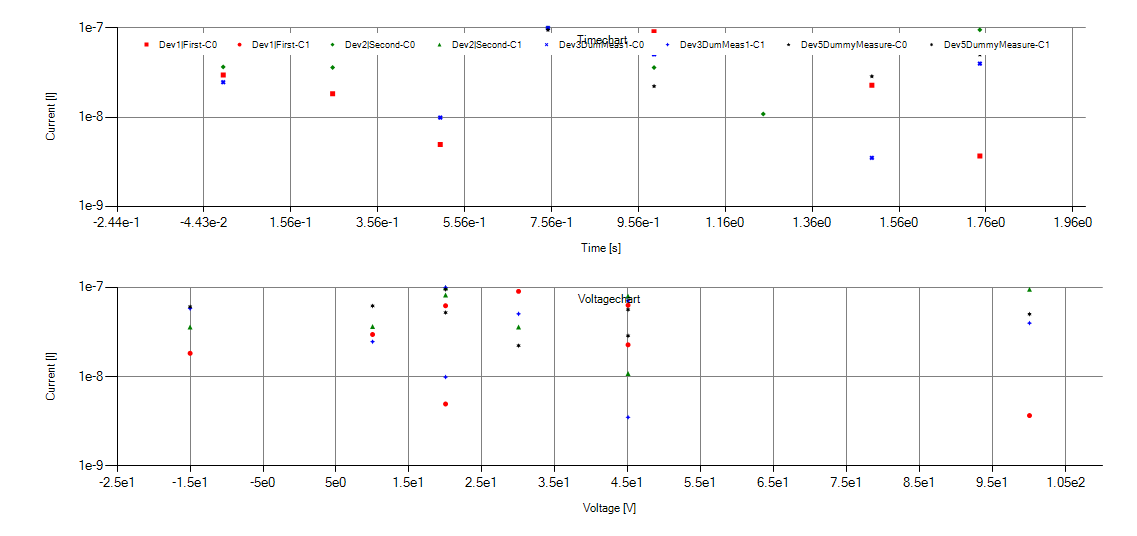 1e-7
Timechart
Dev1|First-C0 Dev1|First-C1 Dev2|Second-C0 Dev2|Second-C1 Dev3DumMeas1-C0 Dev3DumMeas1-C1 Dev5DummyMeasure-C0 Dev5DummyMeasure-C1
Current [I]
1e-8
1e-9
-2.44e-1 -4.43e-2 1.56e-1 3.56e-1 5.56e-1 7.56e-1 9.56e-1 1.16e0 1.36e0 1.56e0 1.76e0 1.96e0
Time [s]
1e-7
Voltagechart
Current [I]
1e-8
1e-9
-2.5e1 -1.5e1 -5e0 5e0 1.5e1 2.5e1 3.5e1 4.5e1 5.5e1 6.5e1 7.5e1 8.5e1 9.5e1 1.05e2
Voltage [V]